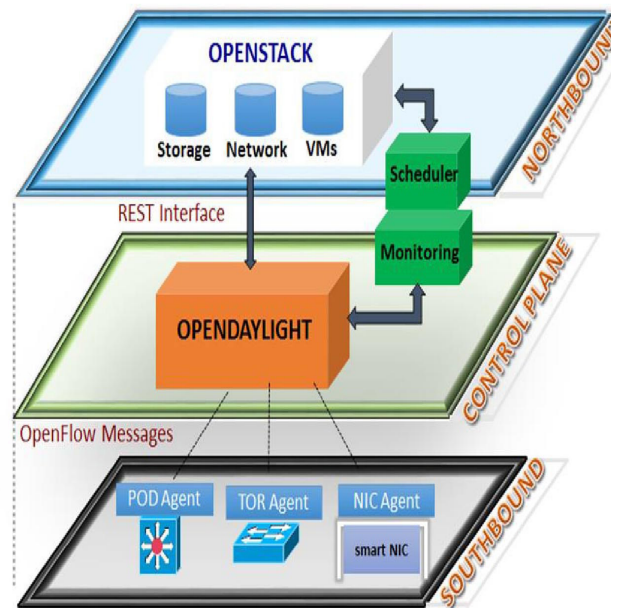 OPENSTACK
Storage
Network
VMs
NORTHBOUND
Scheduler
REST Interface
Monitoring
OPENDAYLIGHT
CONTROL PLANE
OpenFlow Messages
POD Agent
TOR Agent
NIC Agent
smart NIC
SOUTHBOUND